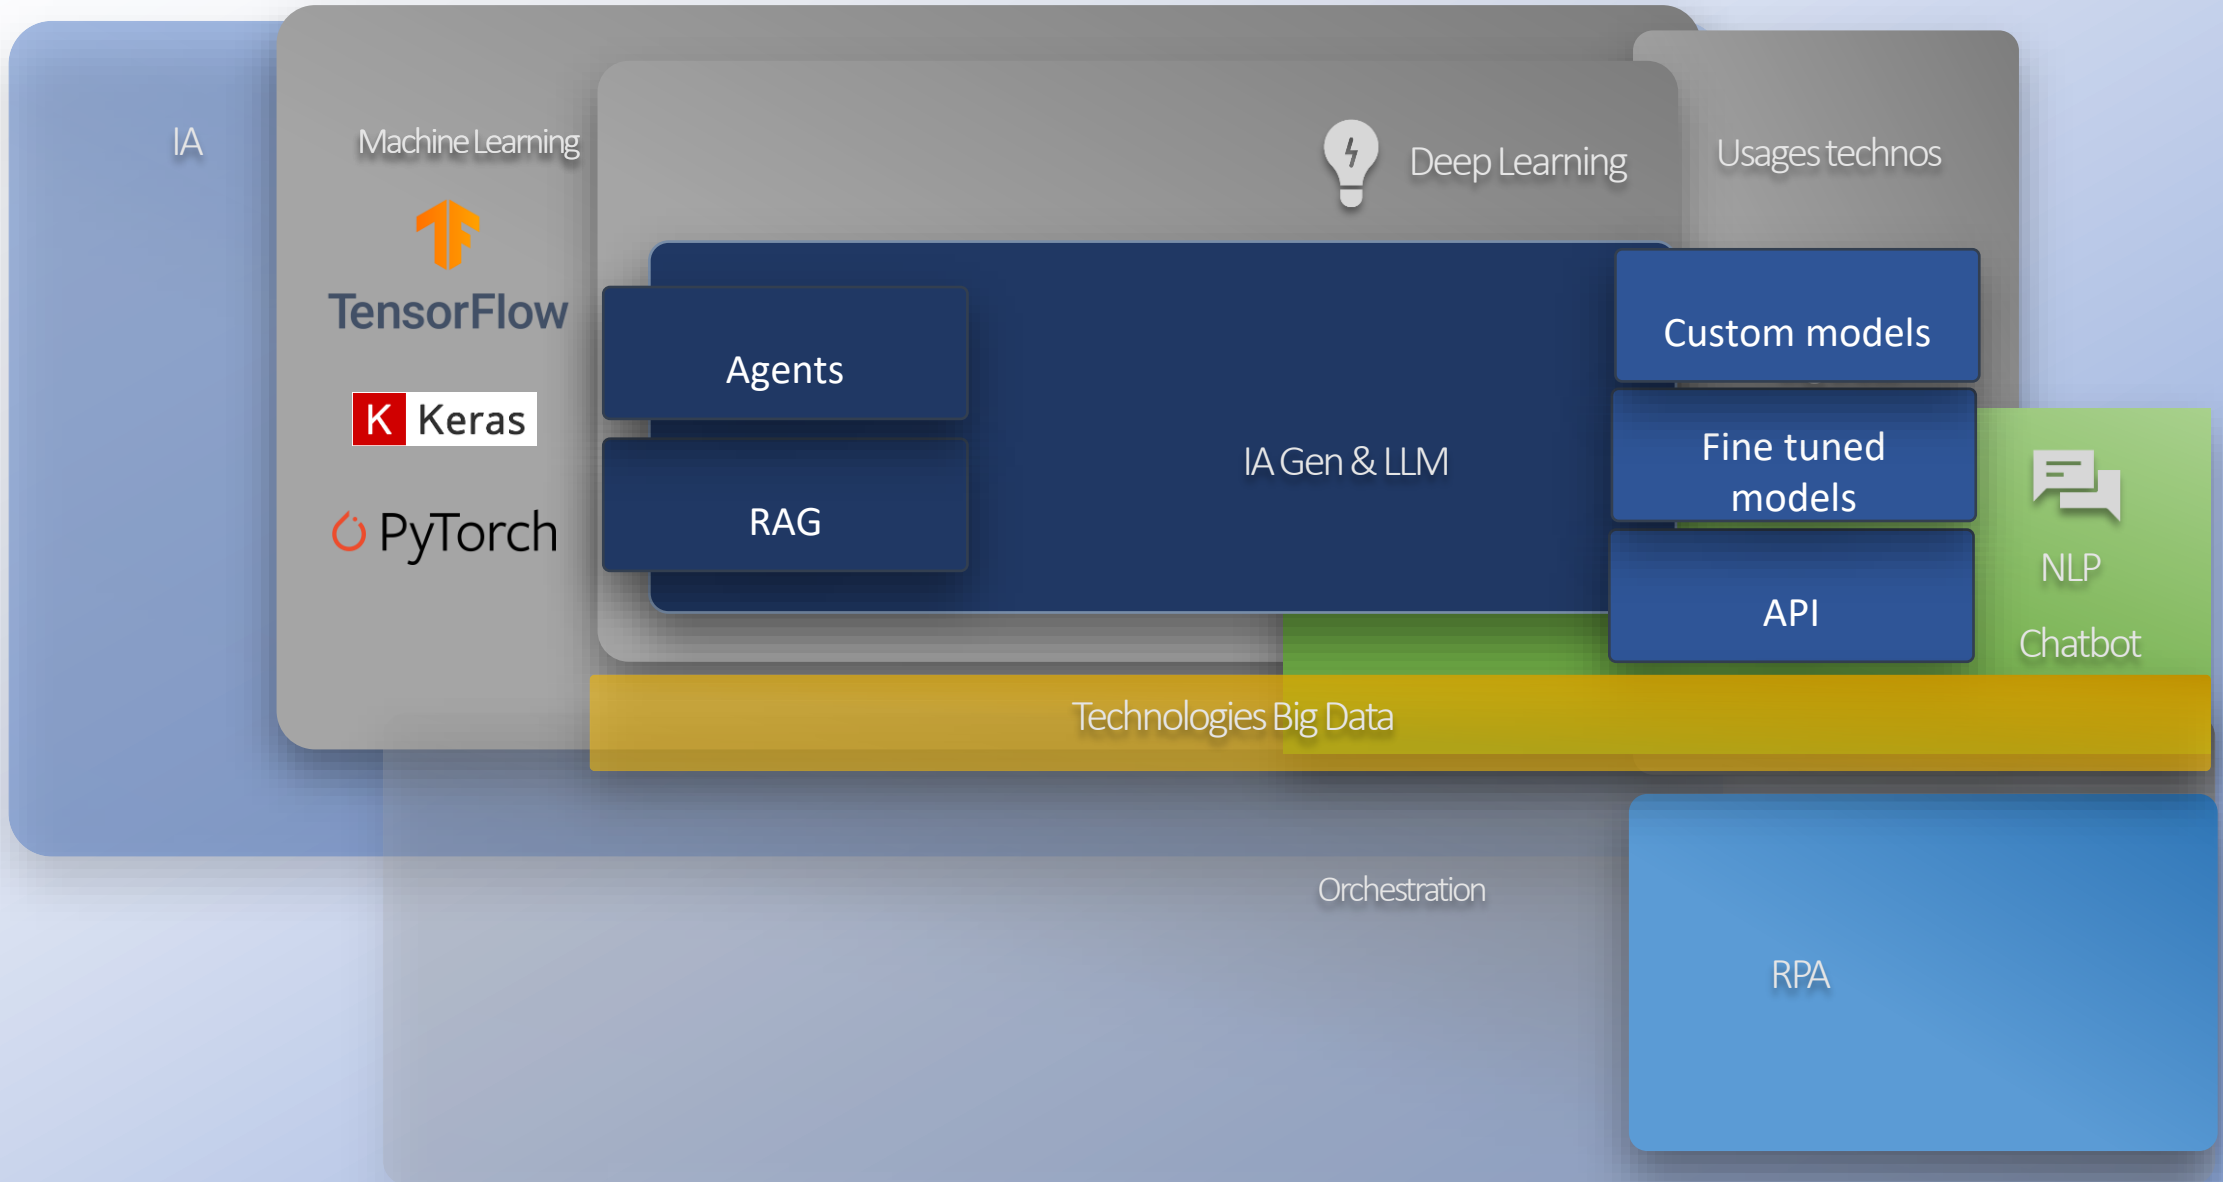 IA
Machine Learning
Deep Learning
Usages technos
TensorFlow
K Keras
PyTorch
Agents
RAG
IA Gen & LLM
Custom models
Fine tuned
models
API
NLP
Chatbot
Technologies Big Data
Orchestration
RPA